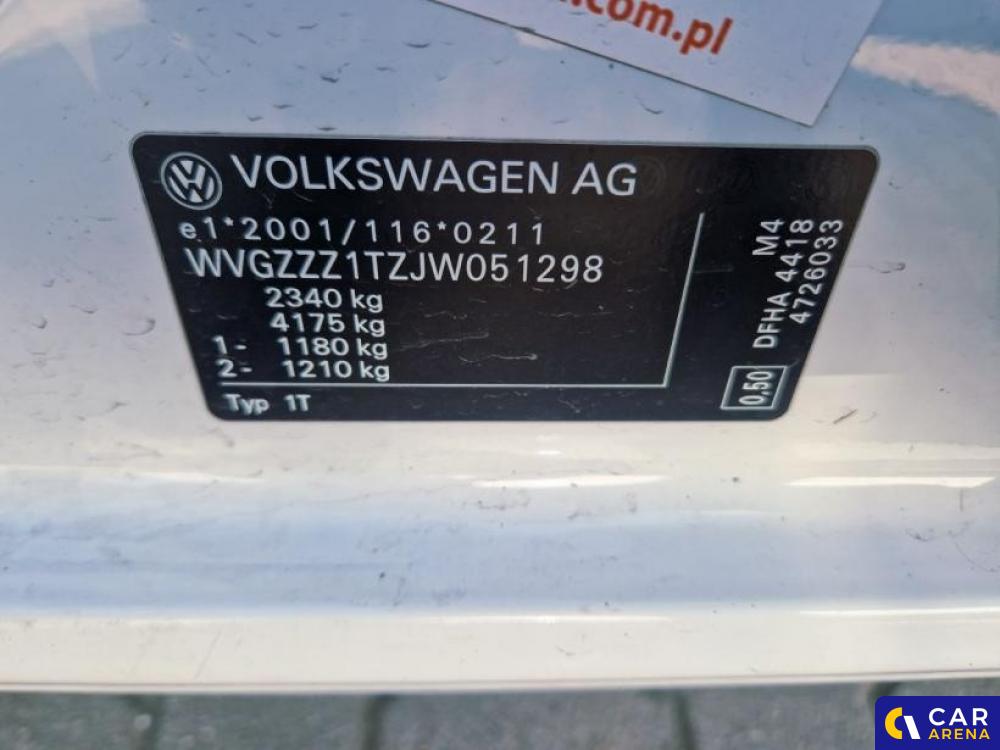 .com.pl
VOLKSWAGEN AG
e1*2001/116*0211
WVGZZZ1TZJW051298
2340 kg
4175 kg
1- 1180 kg
2- 1210 kg
Typ 1T
M4
DFHA 4418
4726033
0,50
CAR
ARENA